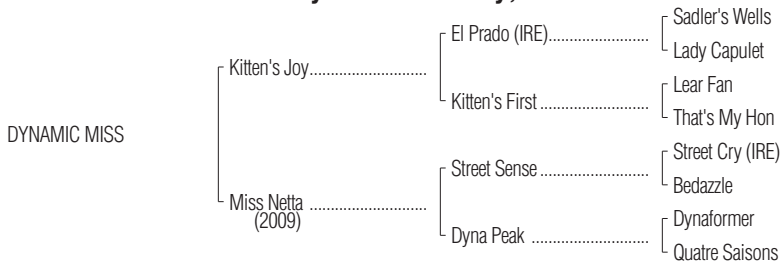 Sadler's Wells
El Prado (IRE)............................
Lady Capulet
Kitten's Joy................................
Lear Fan
Kitten's First ..............................
That's My Hon
DYNAMIC MISS
Street Cry (IRE)
Street Sense ..............................
Bedazzle
Miss Netta ................................
(2009)
Dynaformer
Dyna Peak ................................
Quatre Saisons